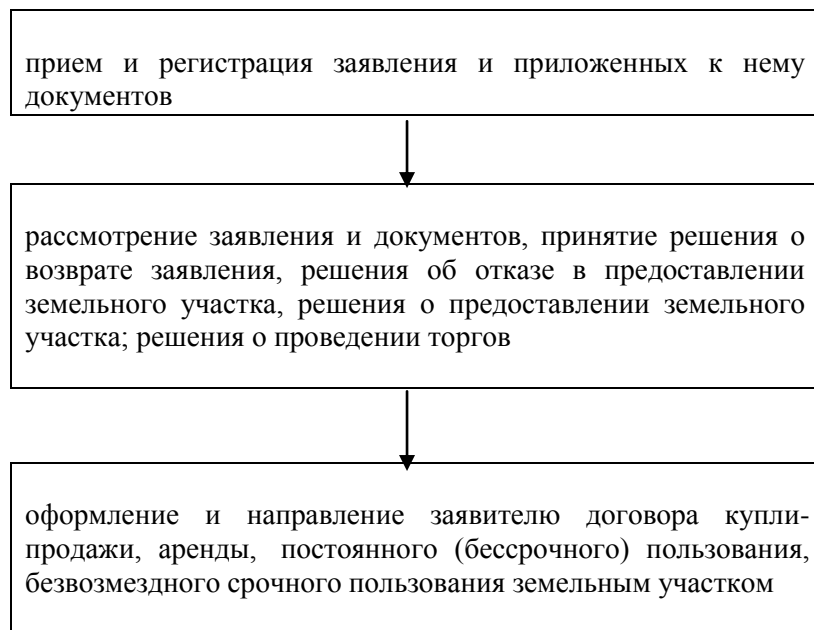 прием и регистрация заявления и приложенных к нему
документов
рассмотрение заявления и документов, принятие решения о
возврате заявления, решения об отказе в предоставлении
земельного участка, решения о предоставлении земельного
участка; решения о проведении торгов
оформление и направление заявителю договора купли-
продажи, аренды, постоянного (бессрочного) пользования,
безвозмездного срочного пользования земельным участком